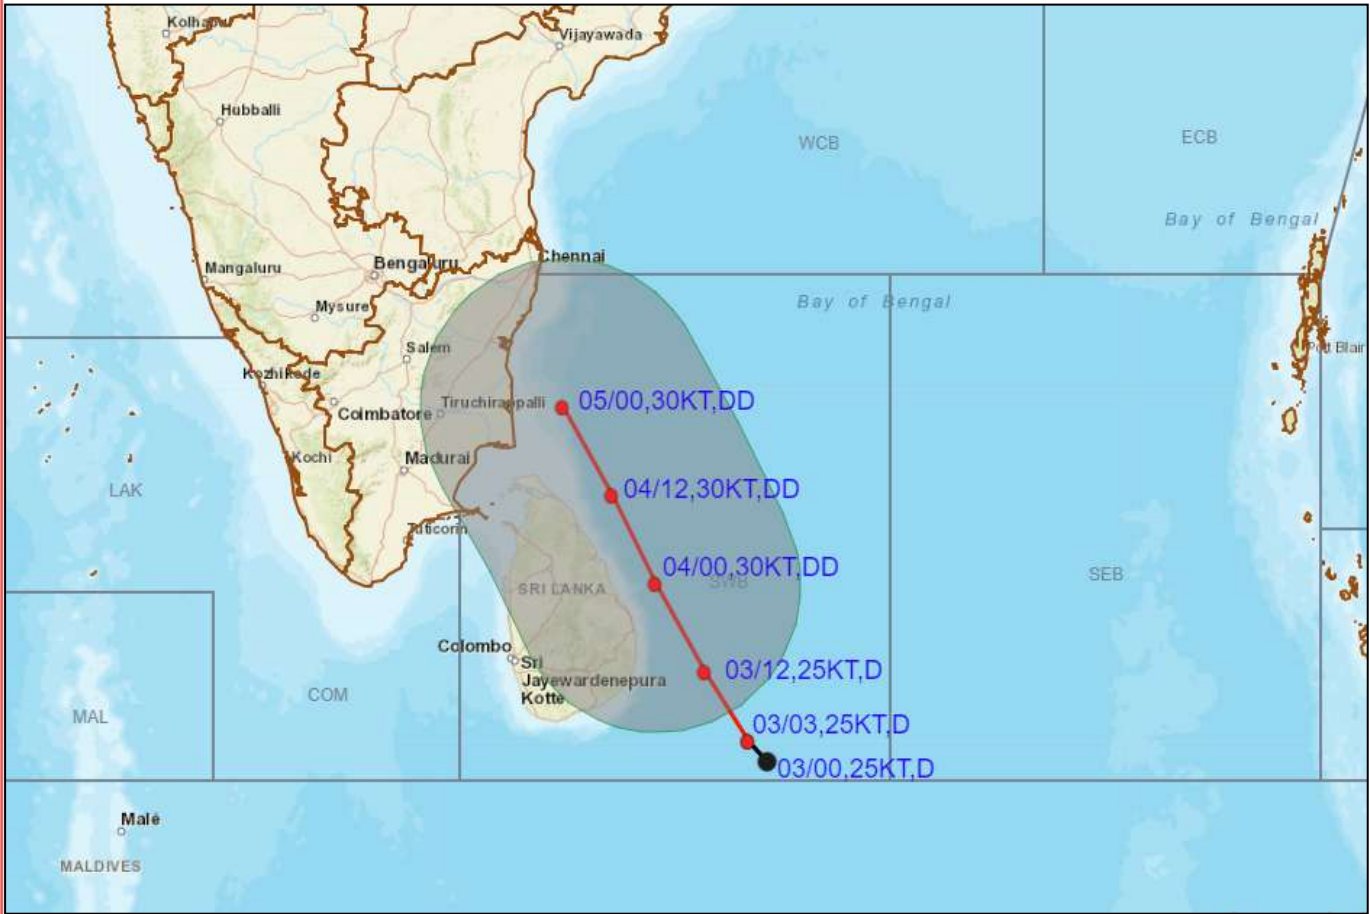 Kolhapur
Vijayawada
Hubballi
WCB
ECB
Bay of Bengal
Chennai
Bengaluru
Mangaluru
Bay of Bengal
Mysure
Salem
Port Blair
Kozhikode
Tiruchirappalli
05/00,30KT,DD
Coimbatore
Kochi
Madurai
LAK
04/12,30KT,DD
Tuticorin
04/00,30KT,DD
SWB
SEB
SRI LANKA
Colombo
Sri
Jayewardenepura
Kotte
03/12,25KT,D
COM
MAL
03/03,25KT,D
03/00,25KT,D
Malé
MALDIVES